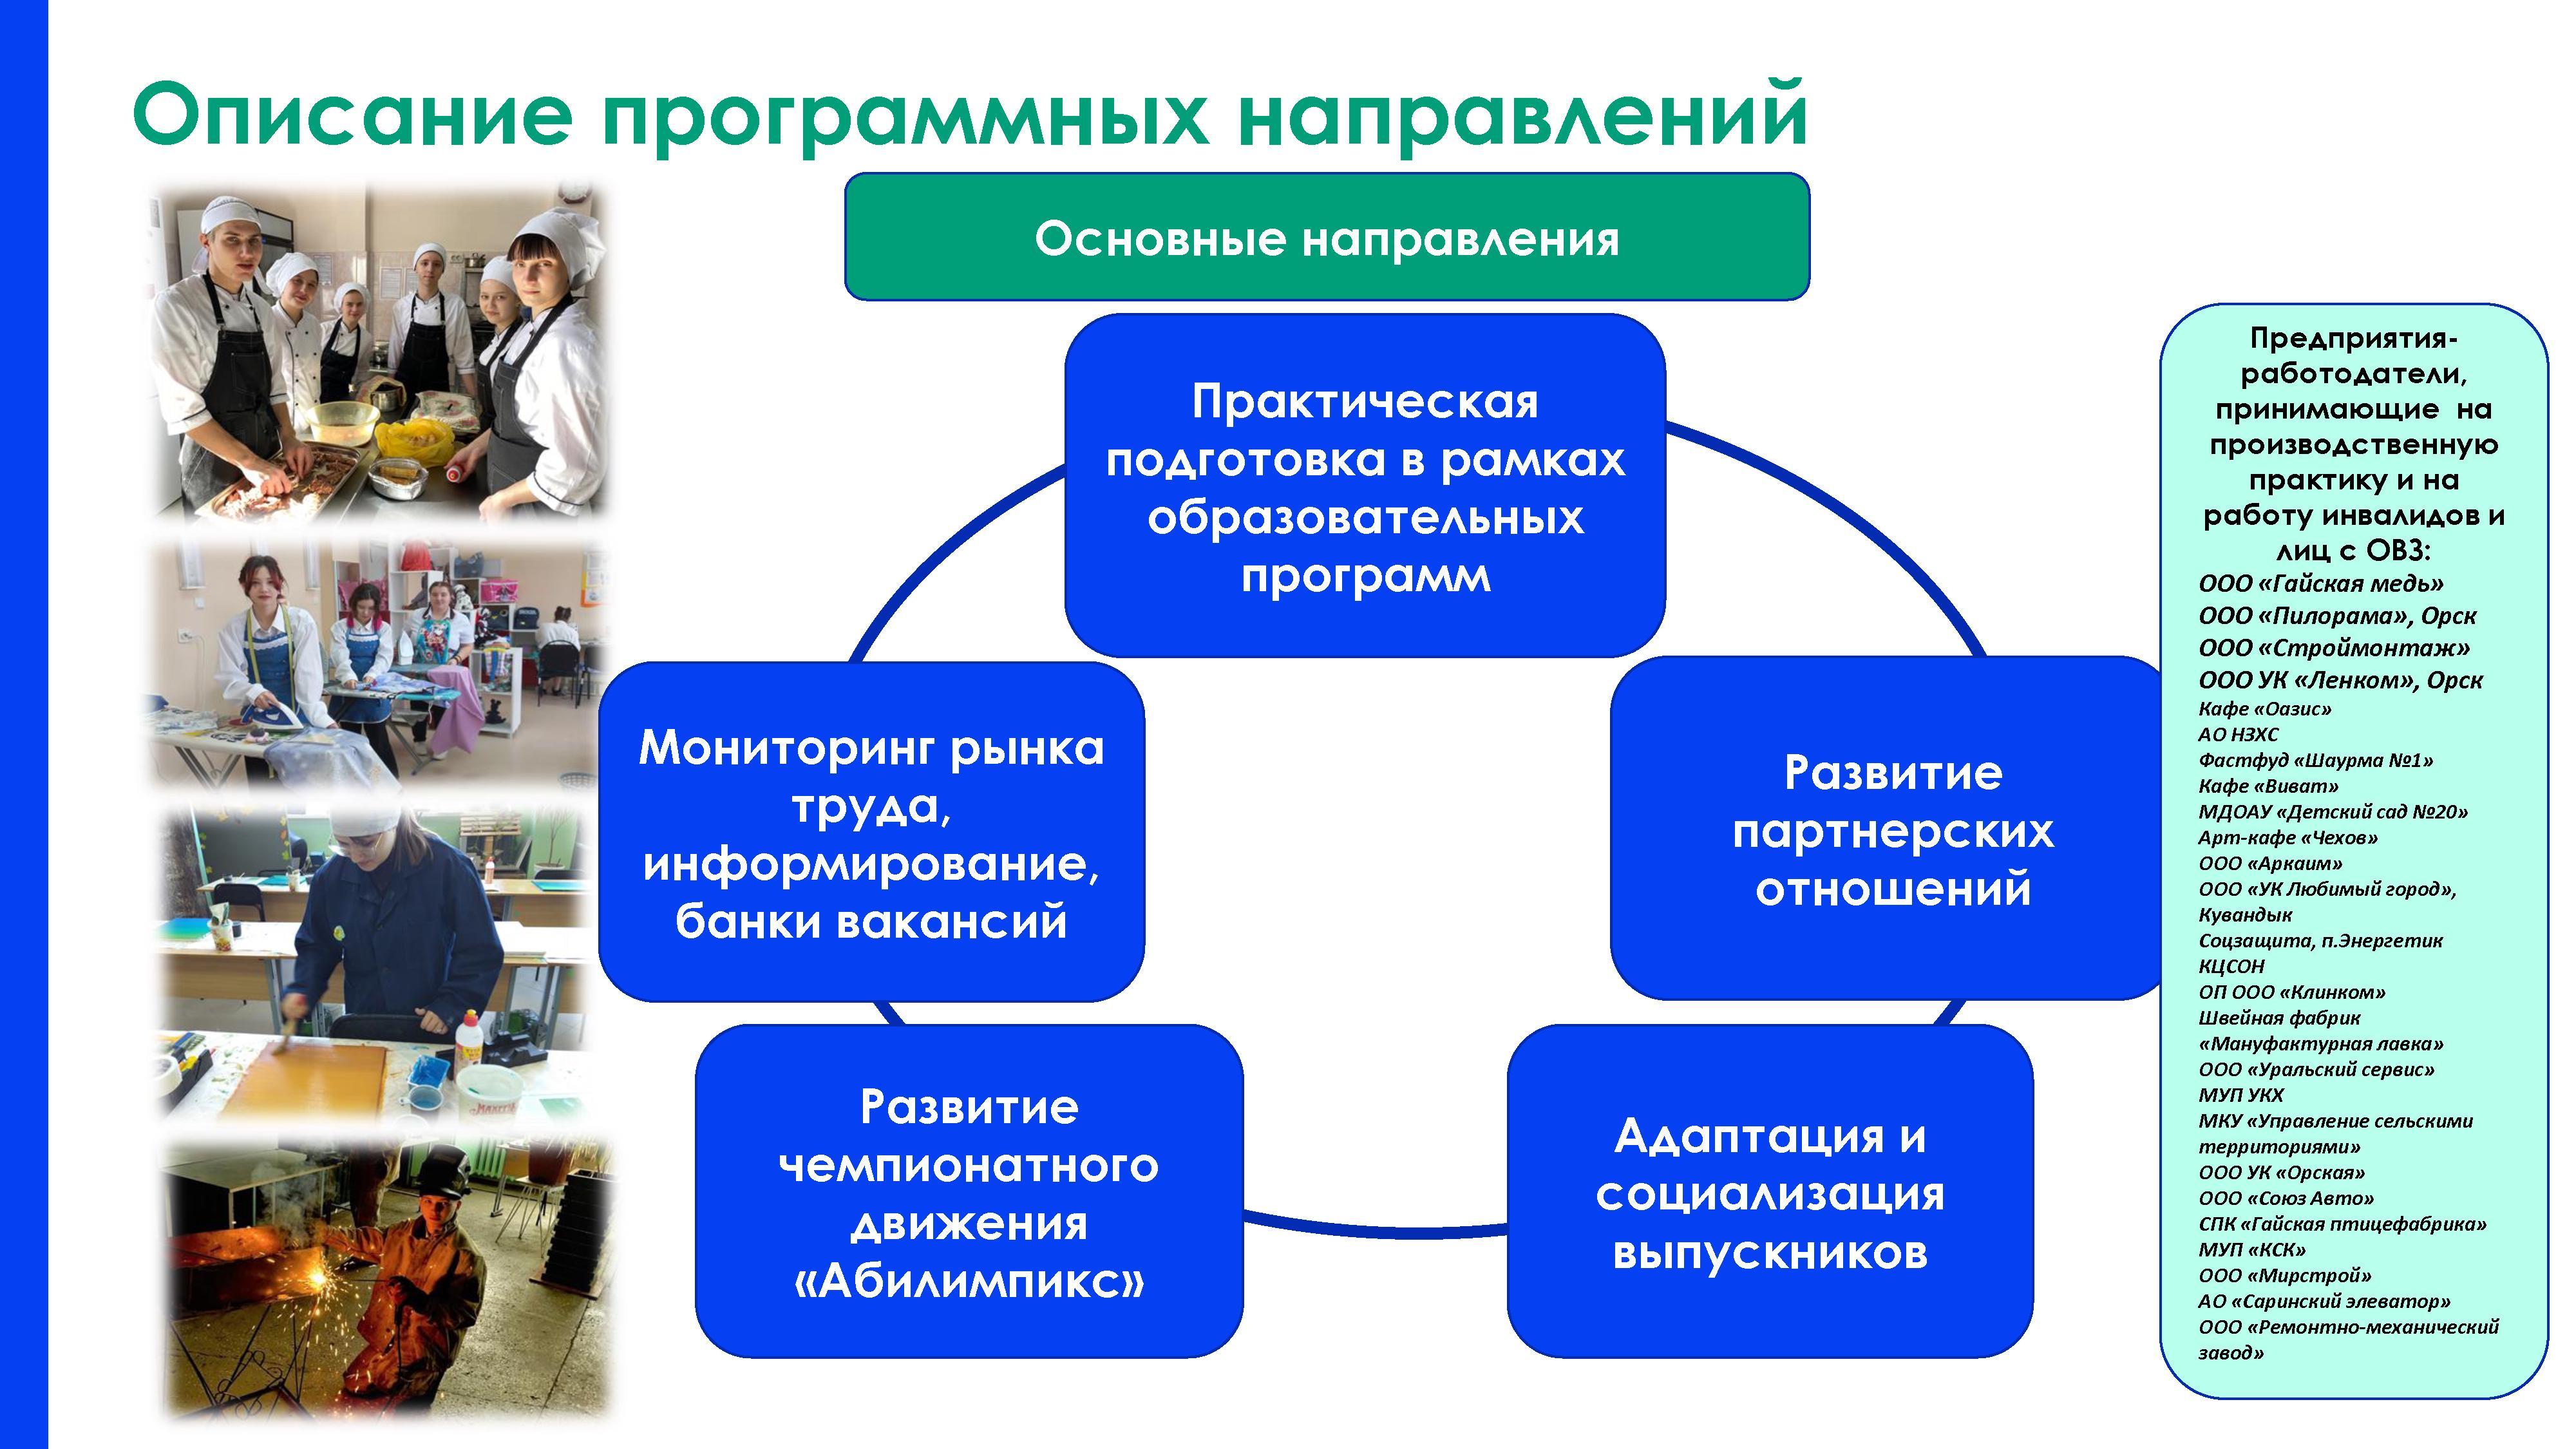 Описание программных направлений
Основные направления
Практическая
подготовка в рамках
образовательных
программ
Мониторинг рынка
труда,
информирование,
банки вакансий
Развитие
партнерских
отношений
Развитие
чемпионатного
движения
«Абилимпикс»
Адаптация и
социализация
выпускников
Предприятия-
работодатели,
принимающие на
производственную
практику и на
работу инвалидов и
лиц с ОВЗ:
ООО «Гайская медь»
ООО «Пилорама», Орск
ООО «Строймонтаж»
ООО УК «Ленком», Орск
Кафе «Оазис»
АО НЗХС
Фастфуд «Шаурма №1»
Кафе «Виват»
МДОАУ «Детский сад №20»
Арт-кафе «Чехов»
ООО «Аркаим»
ООО «УК Любимый город»,
Кувандык
Соцзащита, п.Энергетик
КЦСОН
ОП ООО «Клинком»
Швейная фабрик
«Мануфактурная лавка»
ООО «Уральский сервис»
МУП УКХ
МКУ «Управление сельскими
территориями»
ООО УК «Орская»
ООО «Союз Авто»
СПК «Гайская птицефабрика»
МУП «КСК»
ООО «Мирстрой»
АО «Саринский элеватор»
ООО «Ремонтно-механический
завод»